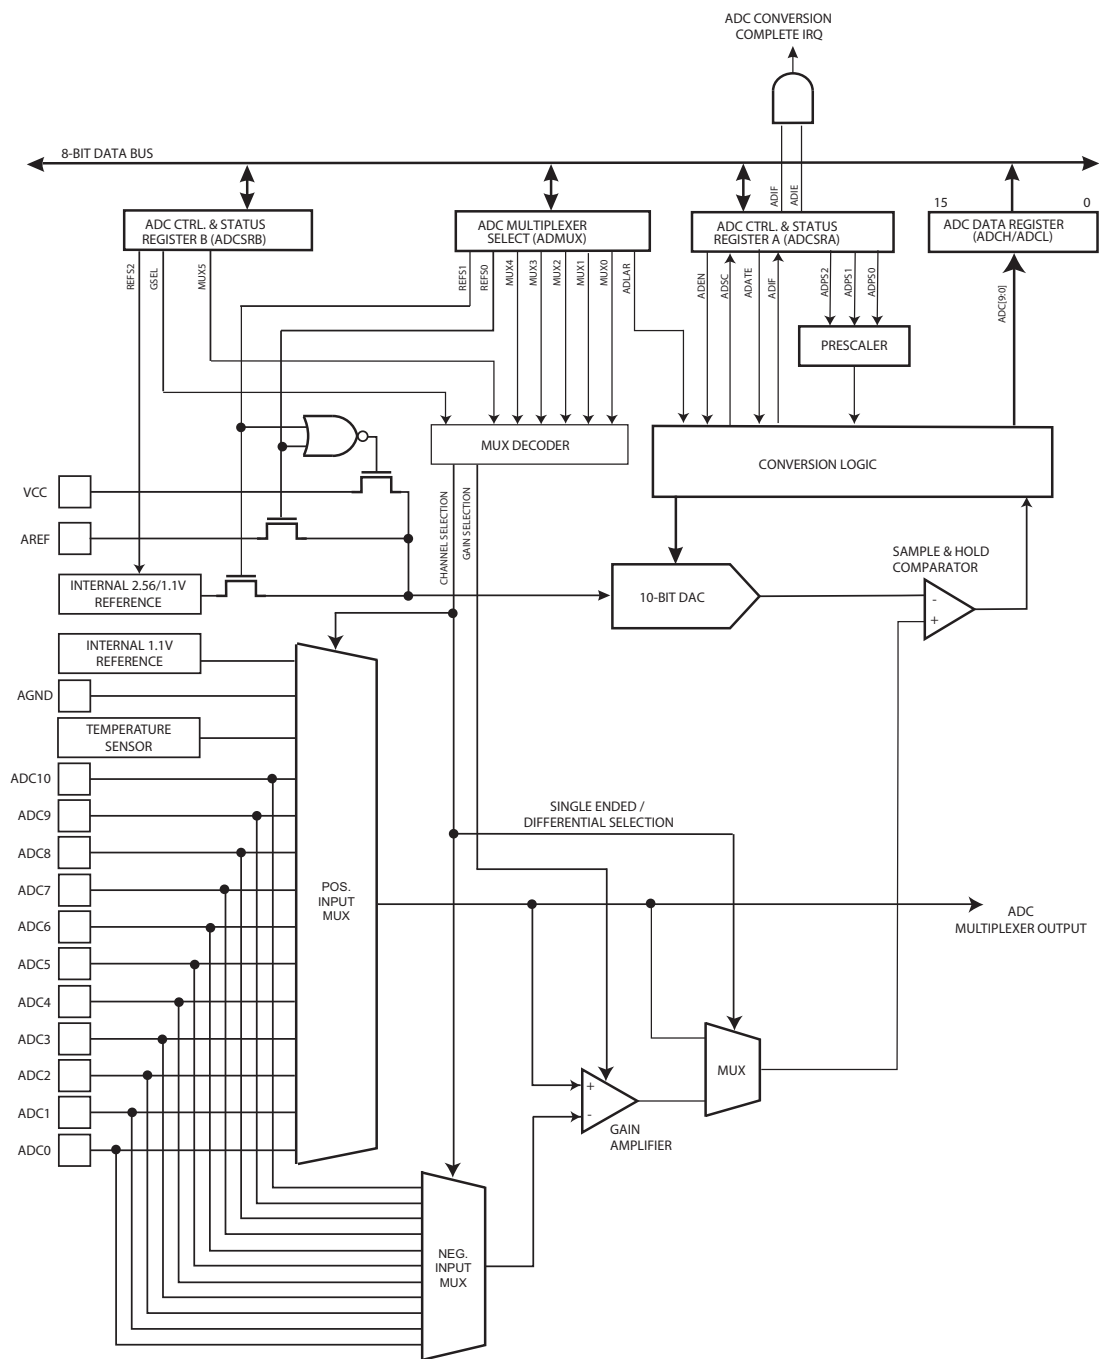 ADC CONVERSION
COMPLETE IRQ
8-BIT DATA BUS
ADIF
ADIE
15
0
ADC CTRL. & STATUS
REGISTER B (ADCSRB)
ADC MULTIPLEXER
SELECT (ADMUX)
ADC CTRL. & STATUS
REGISTER A (ADCSRA)
ADC DATA REGISTER
(ADCH/ADCL)
REFS2
GSEL
MUX5
REFS1
REFS0
MUX4
MUX3
MUX2
MUX1
MUX0
ADLAR
ADEN
ADSC
ADATE
ADIF
ADPS2
ADPS1
ADPS0
ADC[9:0]
PRESCALER
MUX DECODER
CONVERSION LOGIC
VCC
AREF
CHANNEL SELECTION
GAIN SELECTION
SAMPLE & HOLD
COMPARATOR
INTERNAL 2.56/1.1V
REFERENCE
10-BIT DAC
-
+
INTERNAL 1.1V
REFERENCE
AGND
TEMPERATURE
SENSOR
ADC10
ADC9
ADC8
ADC7
ADC6
ADC5
ADC4
ADC3
ADC2
ADC1
ADC0
SINGLE ENDED /
DIFFERENTIAL SELECTION
POS.
INPUT
MUX
ADC
MULTIPLEXER OUTPUT
MUX
+
-
GAIN
AMPLIFIER
NEG.
INPUT
MUX